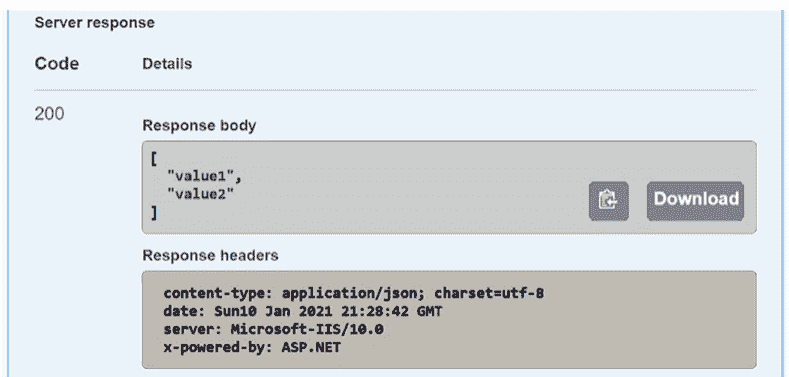 Server response
Code Details
200
Response body
[
"value1",
"value2"
]
Download
Response headers
content-type: application/json; charset=utf-8
date: Sun10 Jan 2021 21:28:42 GMT
server: Microsoft-IIS/10.0
x-powered-by: ASP.NET